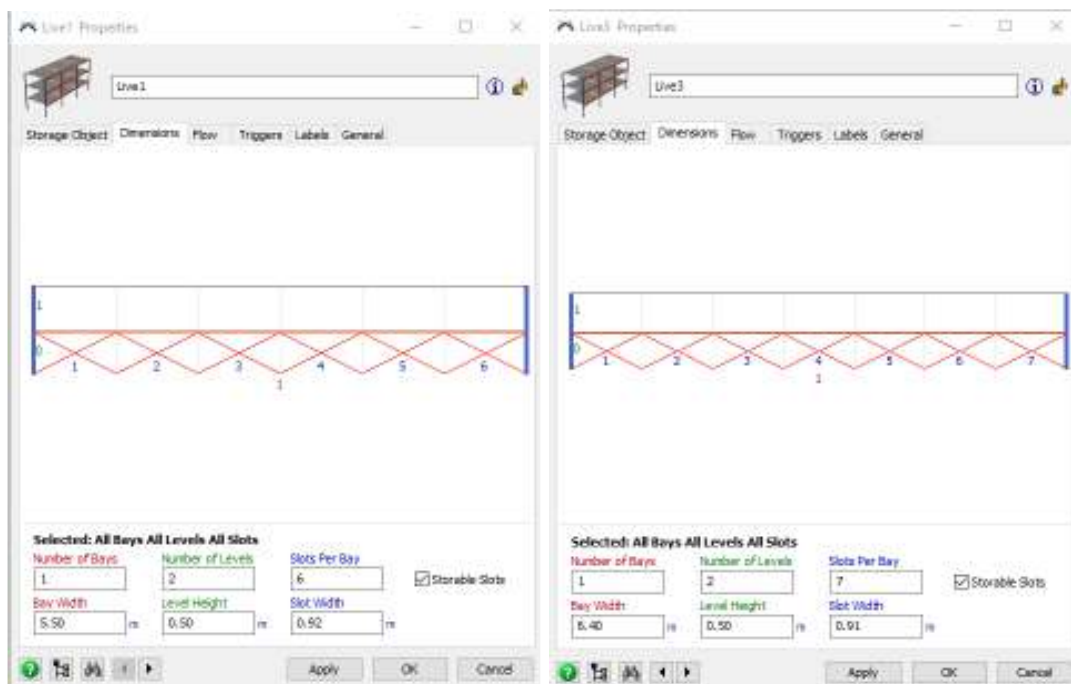 Live1 Properties
Live1
Storage Object Dimensions Flow Triggers Labels General
1
0
1 2 3 4 5 6
1
Selected: All Bays All Levels All Slots
Number of Bays Number of Levels Slots Per Bay
1 2 6 Storable Slots
Bay Width Level Height Slot Width
5.50 m 0.50 m 0.92 m
Apply OK Cancel
Live3 Properties
Live3
Storage Object Dimensions Flow Triggers Labels General
1
0
1 2 3 4 5 6 7
1
Selected: All Bays All Levels All Slots
Number of Bays Number of Levels Slots Per Bay
1 2 7 Storable Slots
Bay Width Level Height Slot Width
6.40 m 0.50 m 0.91 m
Apply OK Cancel